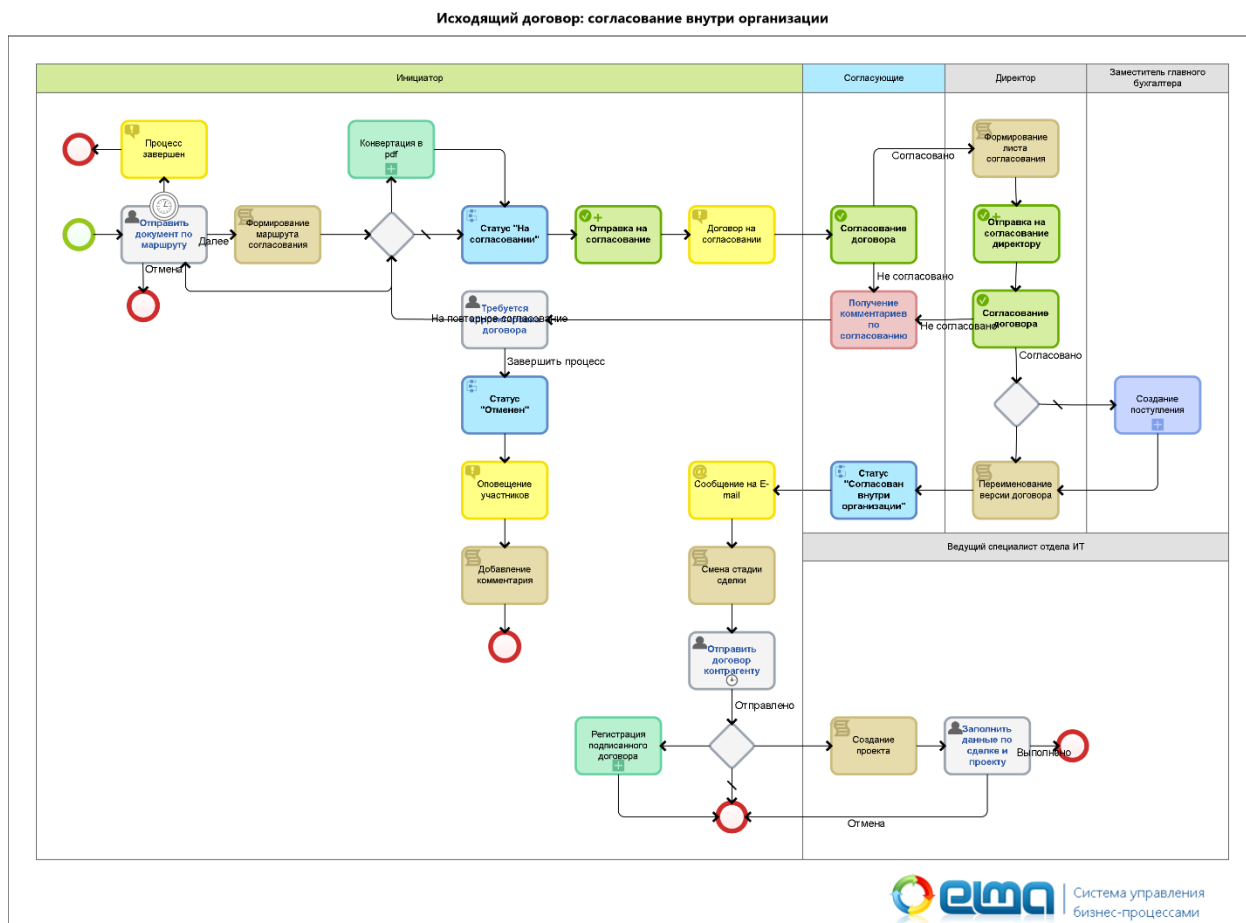 Исходящий договор: согласование внутри организации
Инициатор
Согласующие
Директор
Заместитель главного
бухгалтера
Процесс
завершен
Конвертация в
pdf
Формирование
листа
согласования
Согласовано
Отправить
документ по
маршруту
Далее
Формирование
маршрута
согласования
Статус "На
согласовании"
Отправка на
согласование
Договор на
согласовании
Согласование
договора
Отправка на
согласование
директору
Отмена
Не согласовано
Требуется
договора
На повторное согласование
Получение
комментариев
по
согласованию
Не согласовано
Согласование
договора
Завершить процесс
Согласовано
Статус
"Отменен"
Создание
поступления
Оповещение
участников
Сообщение на E-
mail
Статус
"Согласован
внутри
организации"
Переименование
версии договора
Ведущий специалист отдела ИТ
Добавление
комментария
Смена стадии
сделки
Отправить
договор
контрагенту
Отправлено
Регистрация
подписанного
договора
Создание
проекта
Заполнить
данные по
сделке и
проекту
Выполнено
Отмена
elma
Система управления
бизнес-процессами